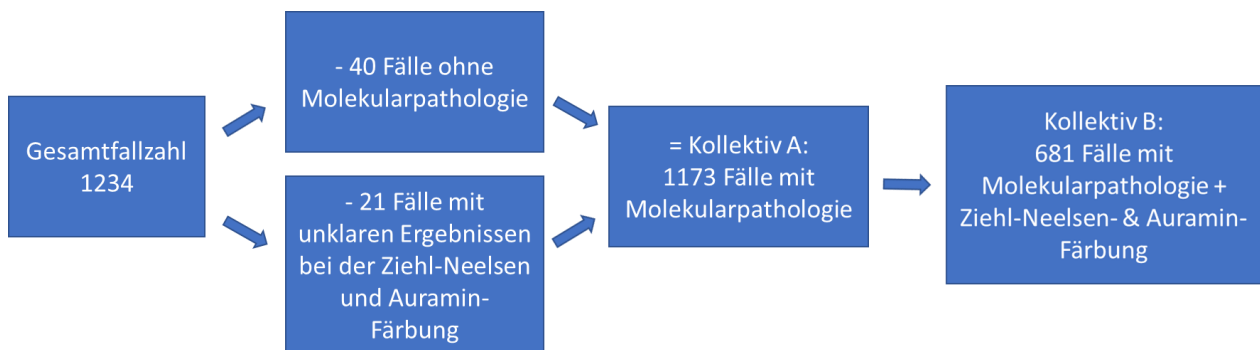 Gesamtfallzahl
1234
- 40 Fälle ohne
Molekularpathologie
- 21 Fälle mit
unklaren Ergebnissen
bei der Ziehl-Neelsen
und Auramin-
Färbung
= Kollektiv A:
1173 Fälle mit
Molekularpathologie
Kollektiv B:
681 Fälle mit
Molekularpathologie +
Ziehl-Neelsen- & Auramin-
Färbung